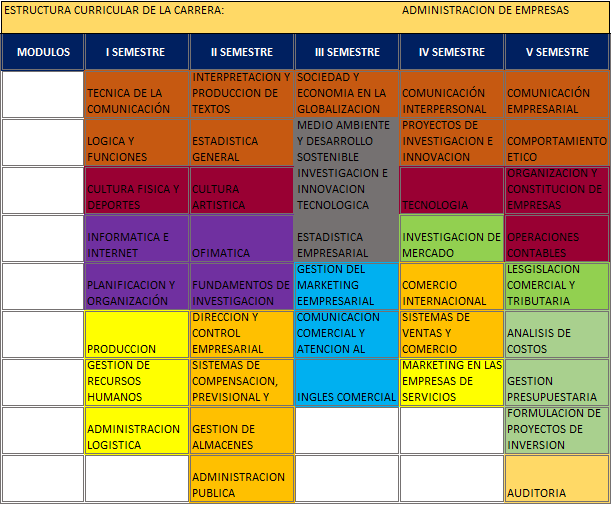 ESTRUCTURA CURRICULAR DE LA CARRERA: ADMINISTRACION DE EMPRESAS
MODULOS I SEMESTRE II SEMESTRE III SEMESTRE IV SEMESTRE V SEMESTRE
TECNICA DE LA
COMUNICACIÓN
INTERPRETACION Y
PRODUCCION DE
TEXTOS
SOCIEDAD Y
ECONOMIA EN LA
GLOBALIZACION
COMUNICACIÓN
INTERPERSONAL
COMUNICACIÓN
EMPRESARIAL
LOGICA Y
FUNCIONES
ESTADISTICA
GENERAL
MEDIO AMBIENTE
Y DESARROLLO
SOSTENIBLE
PROYECTOS DE
INVESTIGACION E
INNOVACION
COMPORTAMIENTO
ETICO
CULTURA FISICA Y
DEPORTES
CULTURA
ARTISTICA
INVESTIGACION E
INNOVACION
TECNOLOGICA
TECNOLOGIA
ORGANIZACION Y
CONSTITUCION DE
EMPRESAS
INFORMATICA E
INTERNET
OFIMATICA
ESTADISTICA
EMPRESARIAL
INVESTIGACION DE
MERCADO
OPERACIONES
CONTABLES
PLANIFICACION Y
ORGANIZACIÓN
FUNDAMENTOS DE
INVESTIGACION
GESTION DEL
MARKETING
EEMPRESARIAL
COMERCIO
INTERNACIONAL
LESGISLACION
COMERCIAL Y
TRIBUTARIA
PRODUCCION
DIRECCION Y
CONTROL
EMPRESARIAL
COMUNICACION
COMERCIAL Y
ATENCION AL
SISTEMAS DE
VENTAS Y
COMERCIO
ANALISIS DE
COSTOS
GESTION DE
RECURSOS
HUMANOS
SISTEMAS DE
COMPENSACION,
PREVISIONAL Y
INGLES COMERCIAL
MARKETING EN LAS
EMPRESAS DE
SERVICIOS
GESTION
PRESUPUESTARIA
ADMINISTRACION
LOGISTICA
GESTION DE
ALMACENES
FORMULACION DE
PROYECTOS DE
INVERSION
ADMINISTRACION
PUBLICA
AUDITORIA